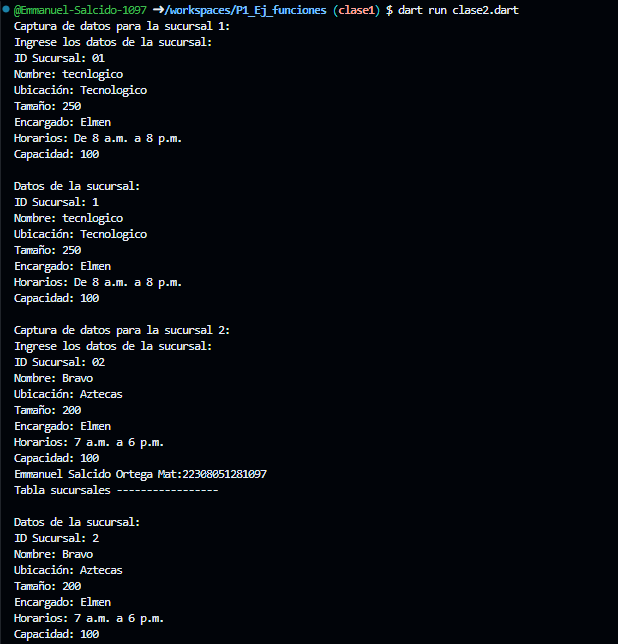 @Emmanuel-Salcido-1097 ➜/workspaces/P1_Ej_funciones (clase1) $ dart run clase2.dart
Captura de datos para la sucursal 1:
Ingrese los datos de la sucursal:
ID Sucursal: 01
Nombre: tecnlogico
Ubicación: Tecnologico
Tamaño: 250
Encargado: Elmen
Horarios: De 8 a.m. a 8 p.m.
Capacidad: 100

Datos de la sucursal:
ID Sucursal: 1
Nombre: tecnlogico
Ubicación: Tecnologico
Tamaño: 250
Encargado: Elmen
Horarios: De 8 a.m. a 8 p.m.
Capacidad: 100

Captura de datos para la sucursal 2:
Ingrese los datos de la sucursal:
ID Sucursal: 02
Nombre: Bravo
Ubicación: Aztecas
Tamaño: 200
Encargado: Elmen
Horarios: 7 a.m. a 6 p.m.
Capacidad: 100
Emmanuel Salcido Ortega Mat:22308051281097
Tabla sucursales -----------------

Datos de la sucursal:
ID Sucursal: 2
Nombre: Bravo
Ubicación: Aztecas
Tamaño: 200
Encargado: Elmen
Horarios: 7 a.m. a 6 p.m.
Capacidad: 100